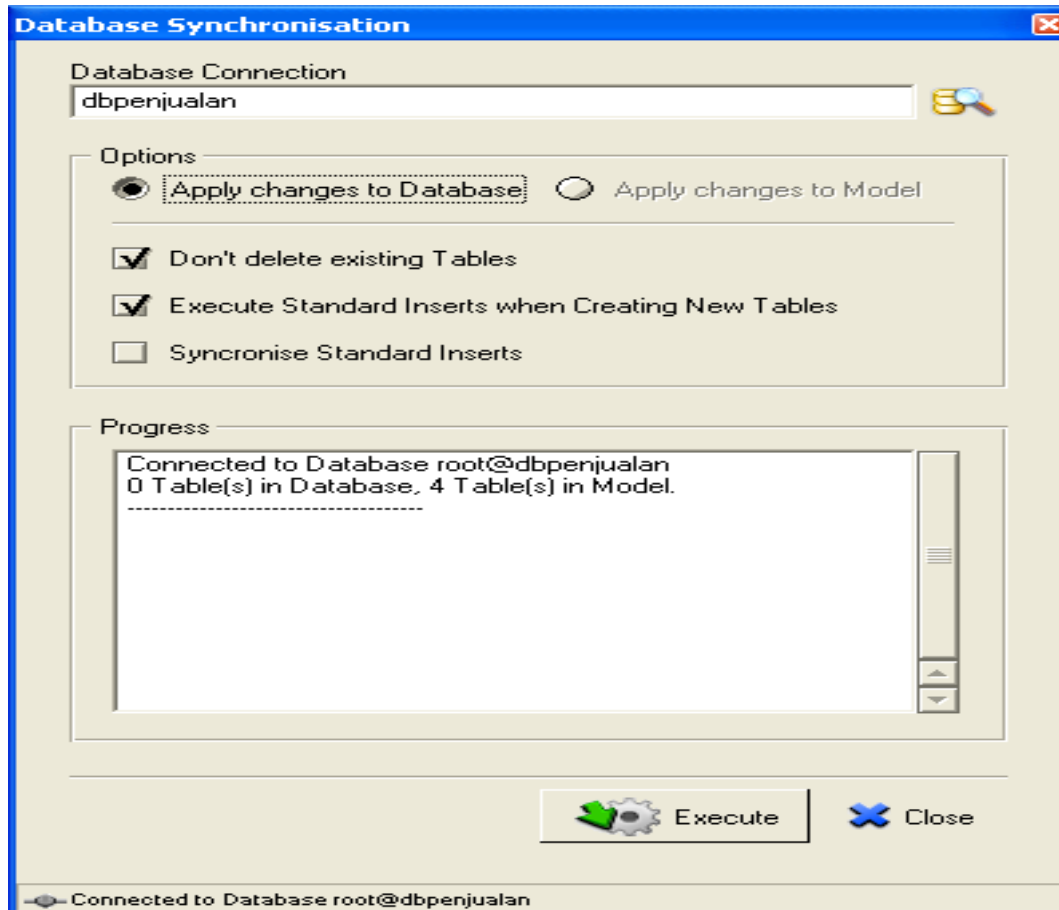 Database Synchronisation
Database Connection
dbpenjualan
Options
Apply changes to Database
Apply changes to Model
Don't delete existing Tables
Execute Standard Inserts when Creating New Tables
Syncronise Standard Inserts
Progress
Connected to Database root@dbpenjualan
0 Table(s) in Database, 4 Table(s) in Model.
------------------------------------
Execute
Close
Connected to Database root@dbpenjualan